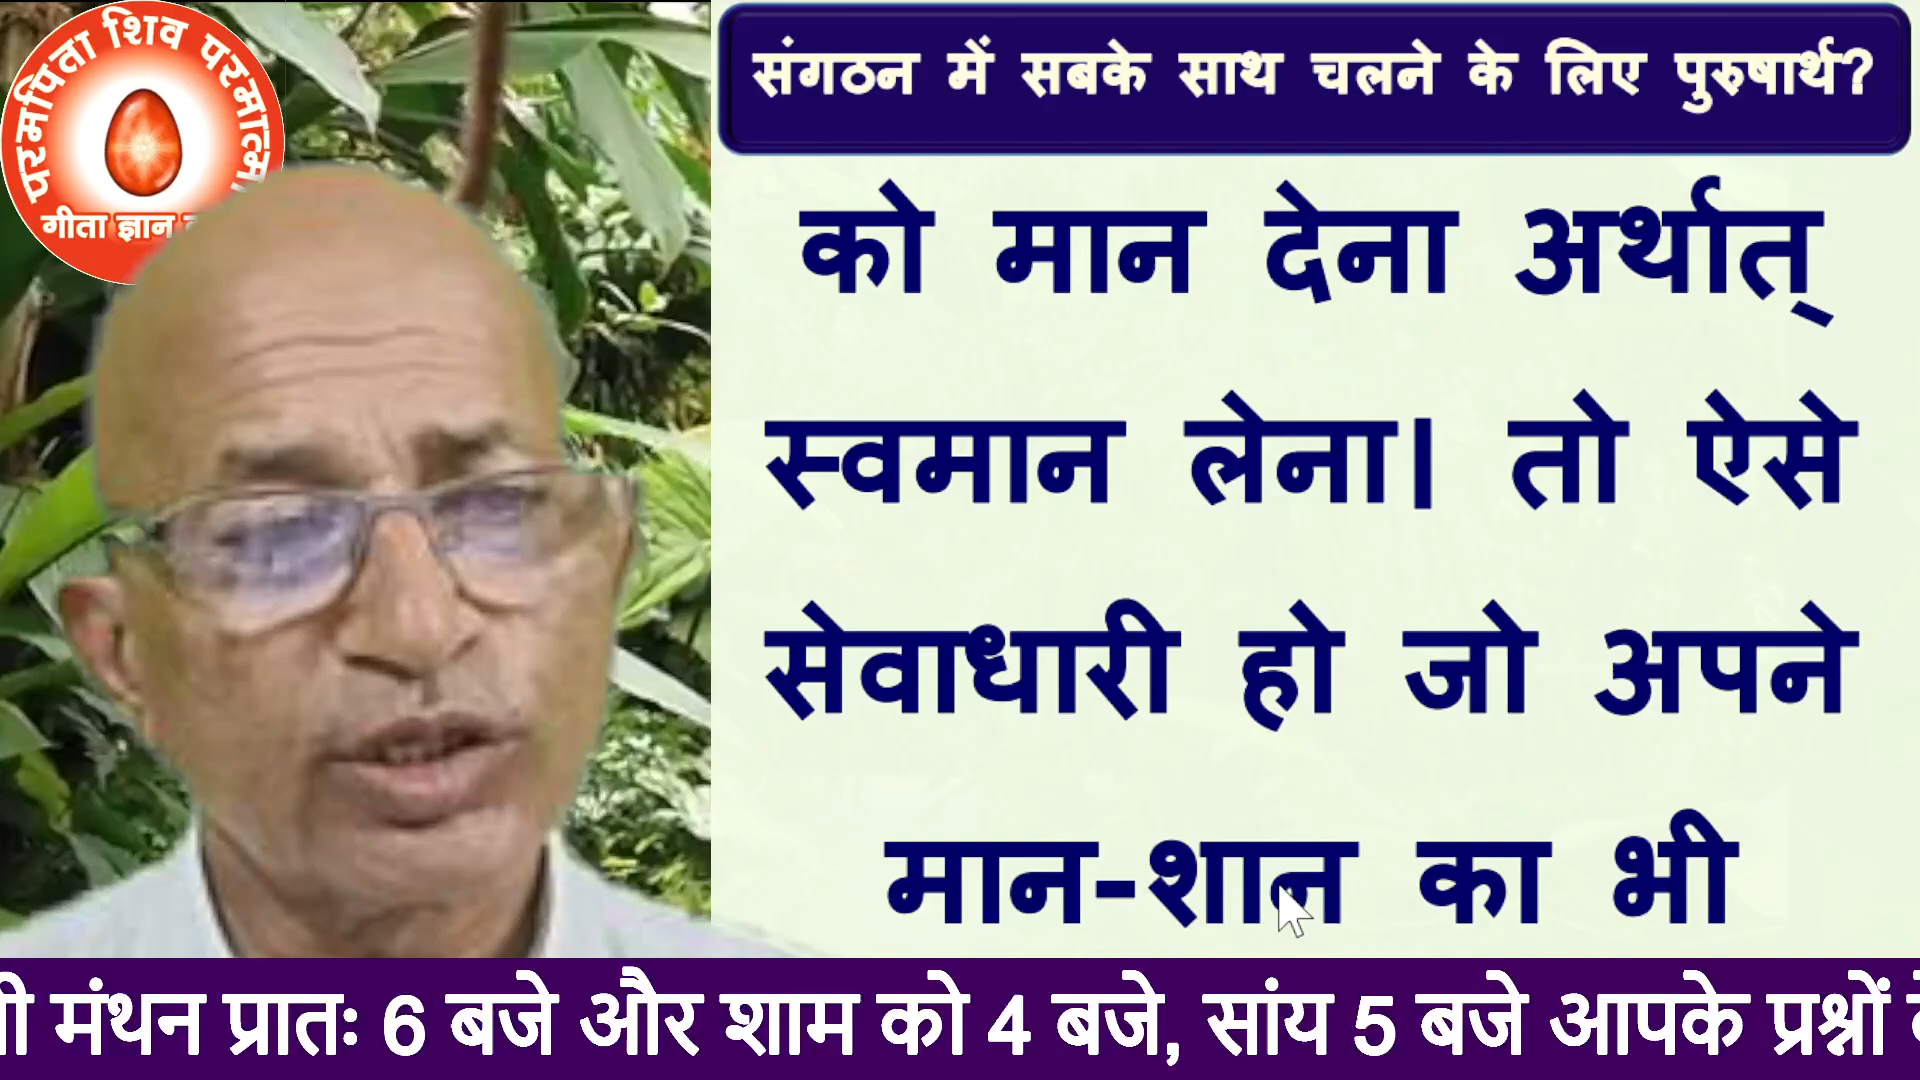 परमपिता शिव परमात्मा
गीता ज्ञान
संगठन में सबके साथ चलने के लिए पुरुषार्थ?
को मान देना अर्थात्
स्वमान लेना। तो ऐसे
सेवाधारी हो जो अपने
मान-शान का भी
मंथन प्रातः 6 बजे और शाम को 4 बजे, सांय 5 बजे आपके प्रश्नों